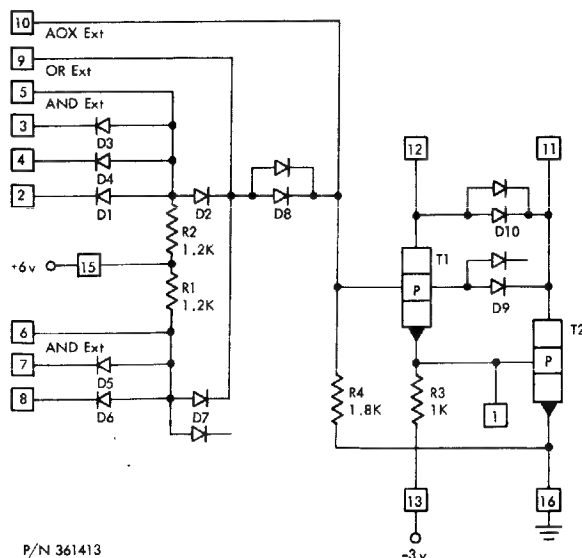 10
AOX Ext
9
OR Ext
5
AND Ext
3
D3
4
D4
12
11
2
D1
D2
D8
D10
R2
1.2K
T1
+6v
15
P
D9
R1
1.2K
T2
6
AND Ext
P
7
D5
R4
1.8K
R3
1K
1
8
D6
D7
13
16
P/N 361413
-3v